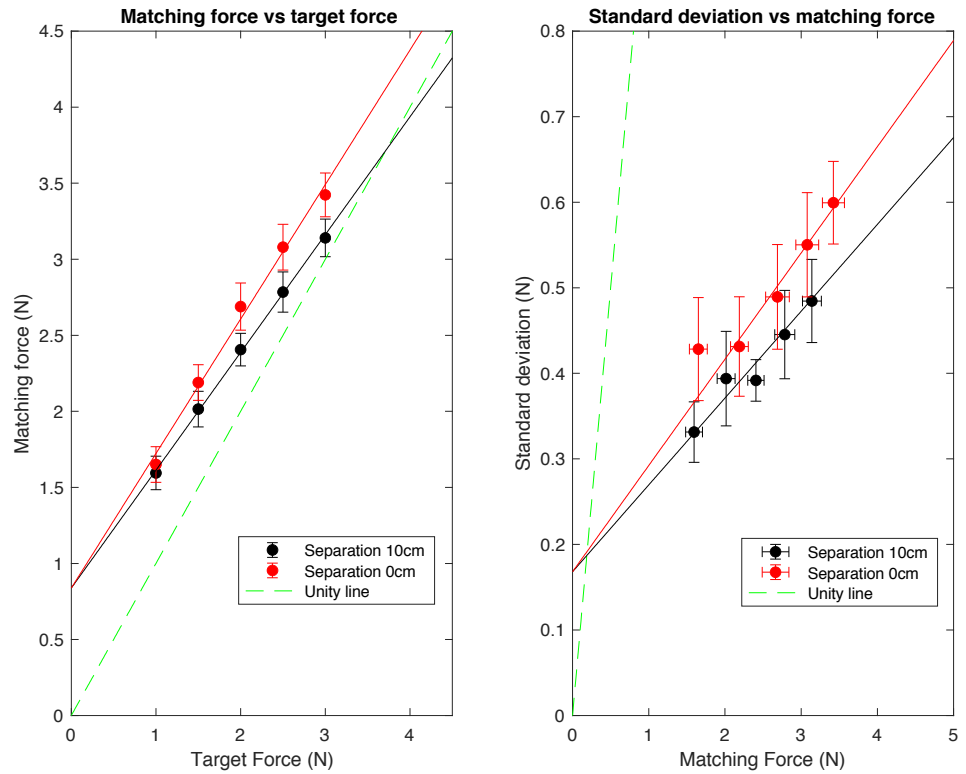 Matching force vs target force
4.5
4
3.5
3
2.5
2
1.5
1
0.5
0
Matching force (N)
0 1 2 3 4
Target Force (N)
Separation 10cm
Separation 0cm
Unity line
Standard deviation vs matching force
0.8
0.7
0.6
0.5
0.4
0.3
0.2
0.1
0
Standard deviation (N)
0 1 2 3 4 5
Matching Force (N)
Separation 10cm
Separation 0cm
Unity line